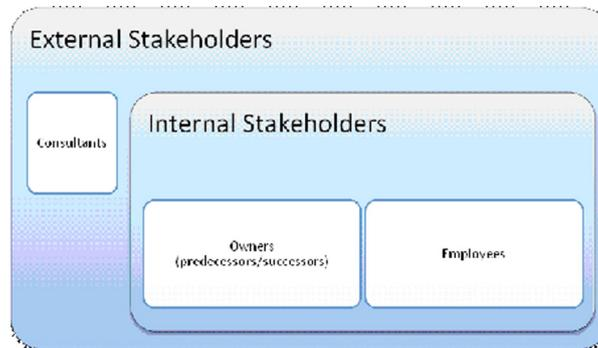 External Stakeholders
Internal Stakeholders
Consultants
Owners
(predecessors/successors)
Employees